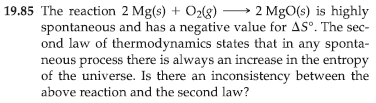 19.85 The reaction 2 Mg(s) + O₂(g) ⟶ 2 MgO(s) is highly
spontaneous and has a negative value for ΔS°. The sec-
ond law of thermodynamics states that in any sponta-
neous process there is always an increase in the entropy
of the universe. Is there an inconsistency between the
above reaction and the second law?